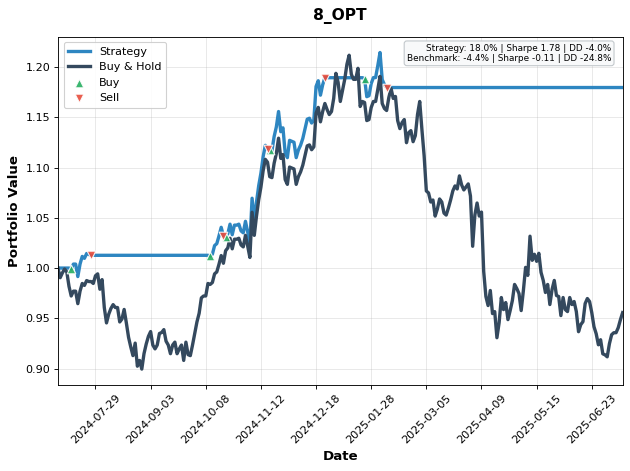 8_OPT
Strategy
Buy & Hold
Buy
Sell
Strategy: 18.0% | Sharpe 1.78 | DD -4.0%
Benchmark: -4.4% | Sharpe -0.11 | DD -24.8%
Portfolio Value
1.20
1.15
1.10
1.05
1.00
0.95
0.90
2024-07-29
2024-09-03
2024-10-08
2024-11-12
2024-12-18
2025-01-28
2025-03-05
2025-04-09
2025-05-15
2025-06-23
Date